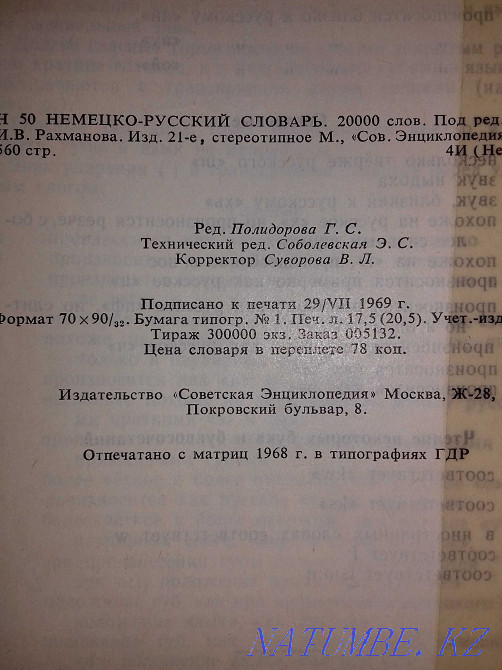 Н 50 НЕМЕЦКО-РУССКИЙ СЛОВАРЬ. 20000 слов. Под ред.
И.В. Рахманова. Изд. 21-е, стереотипное М., «Сов. Энциклопедия
560 стр. 4И (Не
Ред. Полидорова Г. С.
Технический ред. Соболевская Э. С.
Корректор Суворова В. Л.
Подписано к печати 29/VII 1969 г.
Формат 70×90/32. Бумага типогр. № 1. Печ. л. 17,5 (20,5). Учет.-изд
Тираж 300000 экз. Заказ 005132.
Цена словаря в переплете 78 коп.
Издательство «Советская Энциклопедия» Москва, Ж-28,
Покровский бульвар, 8.
Отпечатано с матриц 1968 г. в типографиях ГДР
NATUMBE.KZ